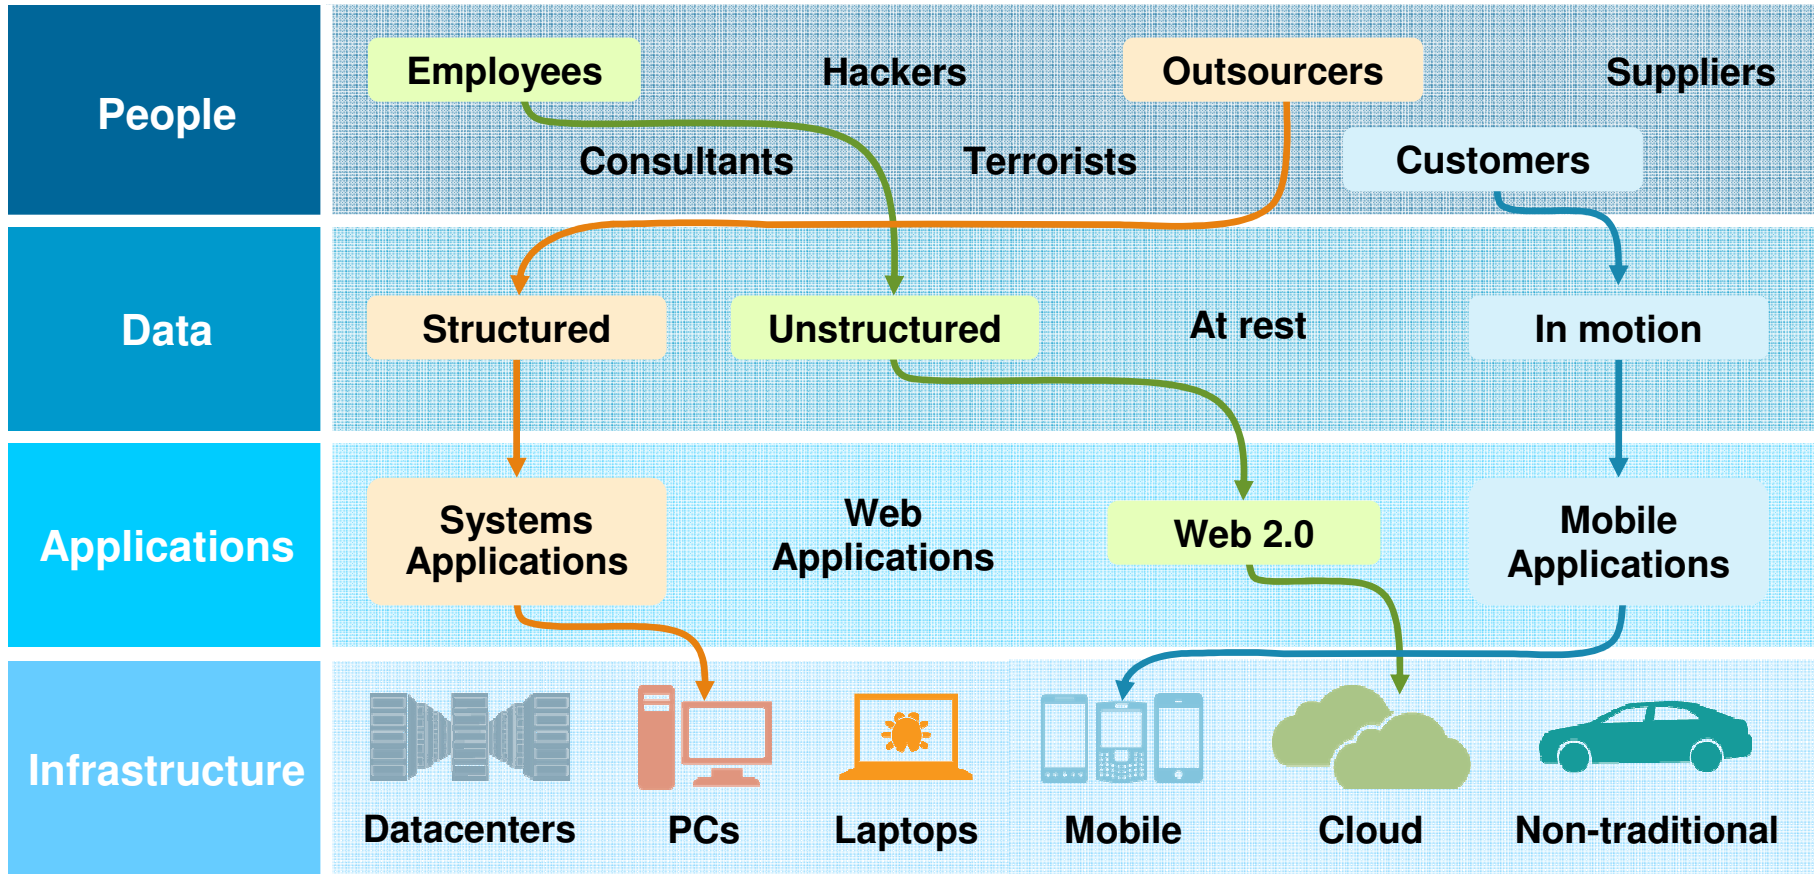 People
Employees
Hackers
Outsourcers
Suppliers
Consultants
Terrorists
Customers
Data
Structured
Unstructured
At rest
In motion
Applications
Systems
Applications
Web
Applications
Web 2.0
Mobile
Applications
Infrastructure
Datacenters
PCs
Laptops
Mobile
Cloud
Non-traditional